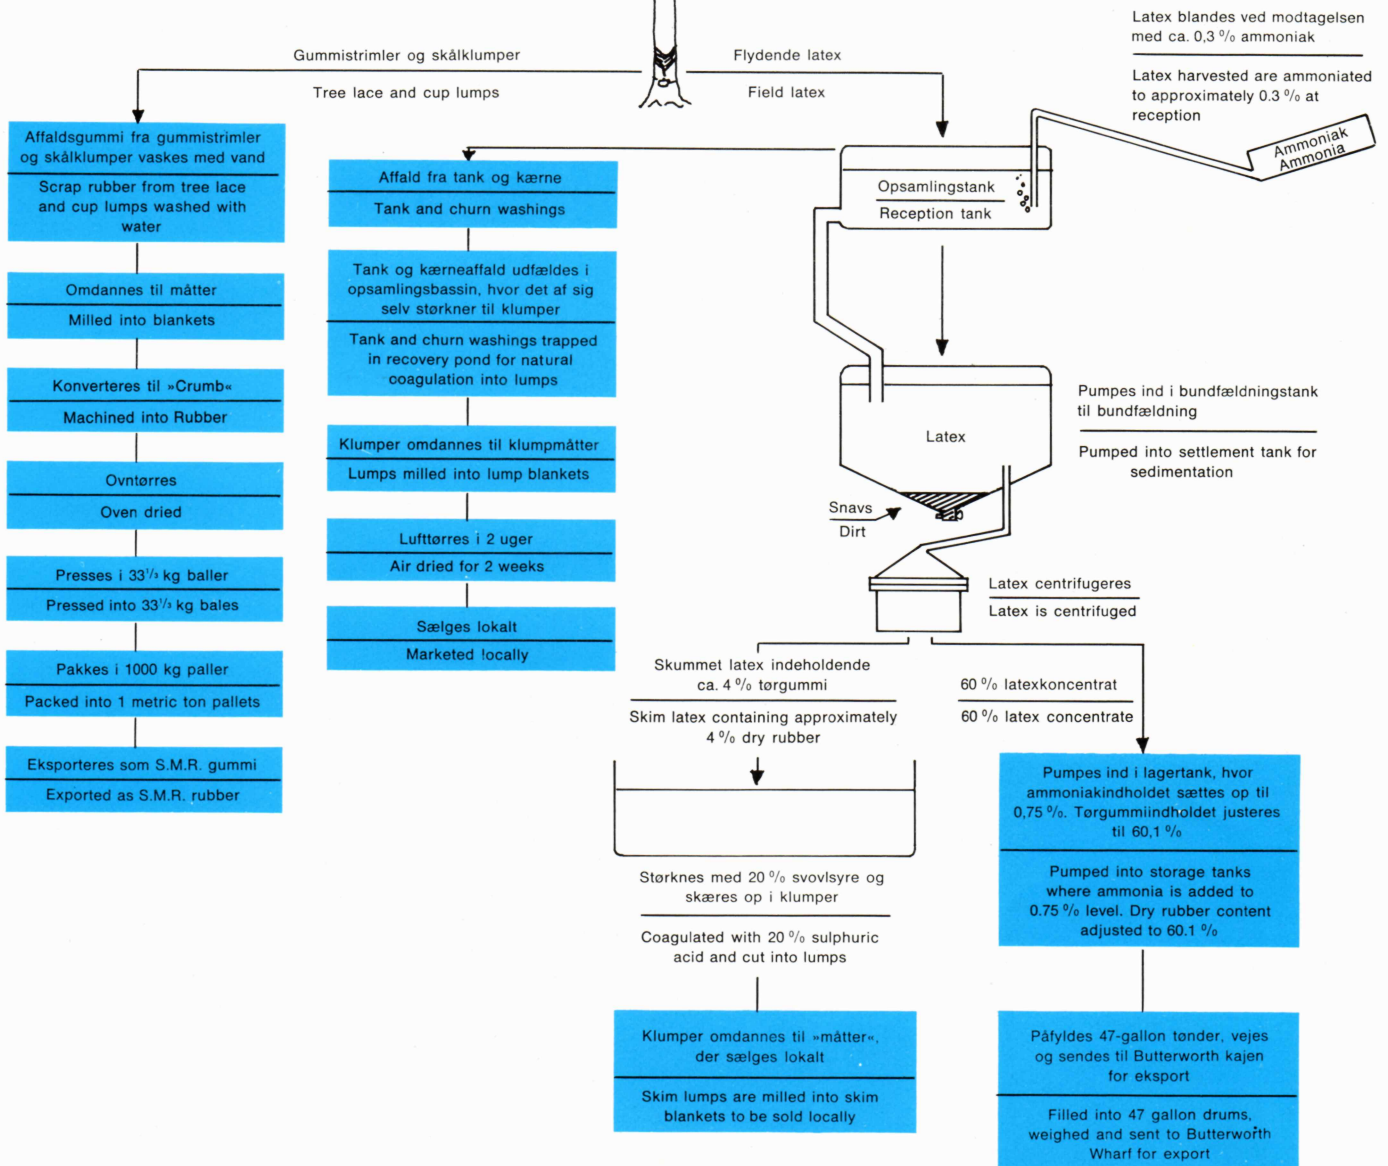 Gummistrimler og skålklumper
Tree lace and cup lumps
Flydende latex
Field latex
Latex blandes ved modtagelsen
med ca. 0,3 % ammoniak
Latex harvested are ammoniated
to approximately 0.3 % at
reception
Ammoniak
Ammonia
Affaldsgummi fra gummistrimler
og skålklumper vaskes med vand
Scrap rubber from tree lace
and cup lumps washed with
water
Omdannes til måtter
Milled into blankets
Konverteres til »Crumb«
Machined into Rubber
Ovntørres
Oven dried
Presses i 33 1/3 kg baller
Pressed into 33 1/3 kg bales
Pakkes i 1000 kg paller
Packed into 1 metric ton pallets
Eksporteres som S.M.R. gummi
Exported as S.M.R. rubber
Affald fra tank og kærne
Tank and churn washings
Tank og kærneaffald udfældes i
opsamlingsbassin, hvor det af sig
selv størkner til klumper
Tank and churn washings trapped
in recovery pond for natural
coagulation into lumps
Klumper omdannes til klumpmåtter
Lumps milled into lump blankets
Lufttørres i 2 uger
Air dried for 2 weeks
Sælges lokalt
Marketed locally
Opsamlingstank
Reception tank
Latex
Pumpes ind i bundfældningstank
til bundfældning
Pumped into settlement tank for
sedimentation
Snavs
Dirt
Latex centrifugeres
Latex is centrifuged
Skummet latex indeholdende
ca. 4 % tørgummi
Skim latex containing approximately
4 % dry rubber
60 % latexkoncentrat
60 % latex concentrate
Størknes med 20 % svovlsyre og
skæres op i klumper
Coagulated with 20 % sulphuric
acid and cut into lumps
Klumper omdannes til »måtter«,
der sælges lokalt
Skim lumps are milled into skim
blankets to be sold locally
Pumpes ind i lagertank, hvor
ammoniakindholdet sættes op til
0,75 %. Tørgummiindholdet justeres
til 60,1 %
Pumped into storage tanks
where ammonia is added to
0.75 % level. Dry rubber content
adjusted to 60.1 %
Påfyldes 47-gallon tønder, vejes
og sendes til Butterworth kajen
for eksport
Filled into 47 gallon drums,
weighed and sent to Butterworth
Wharf for export